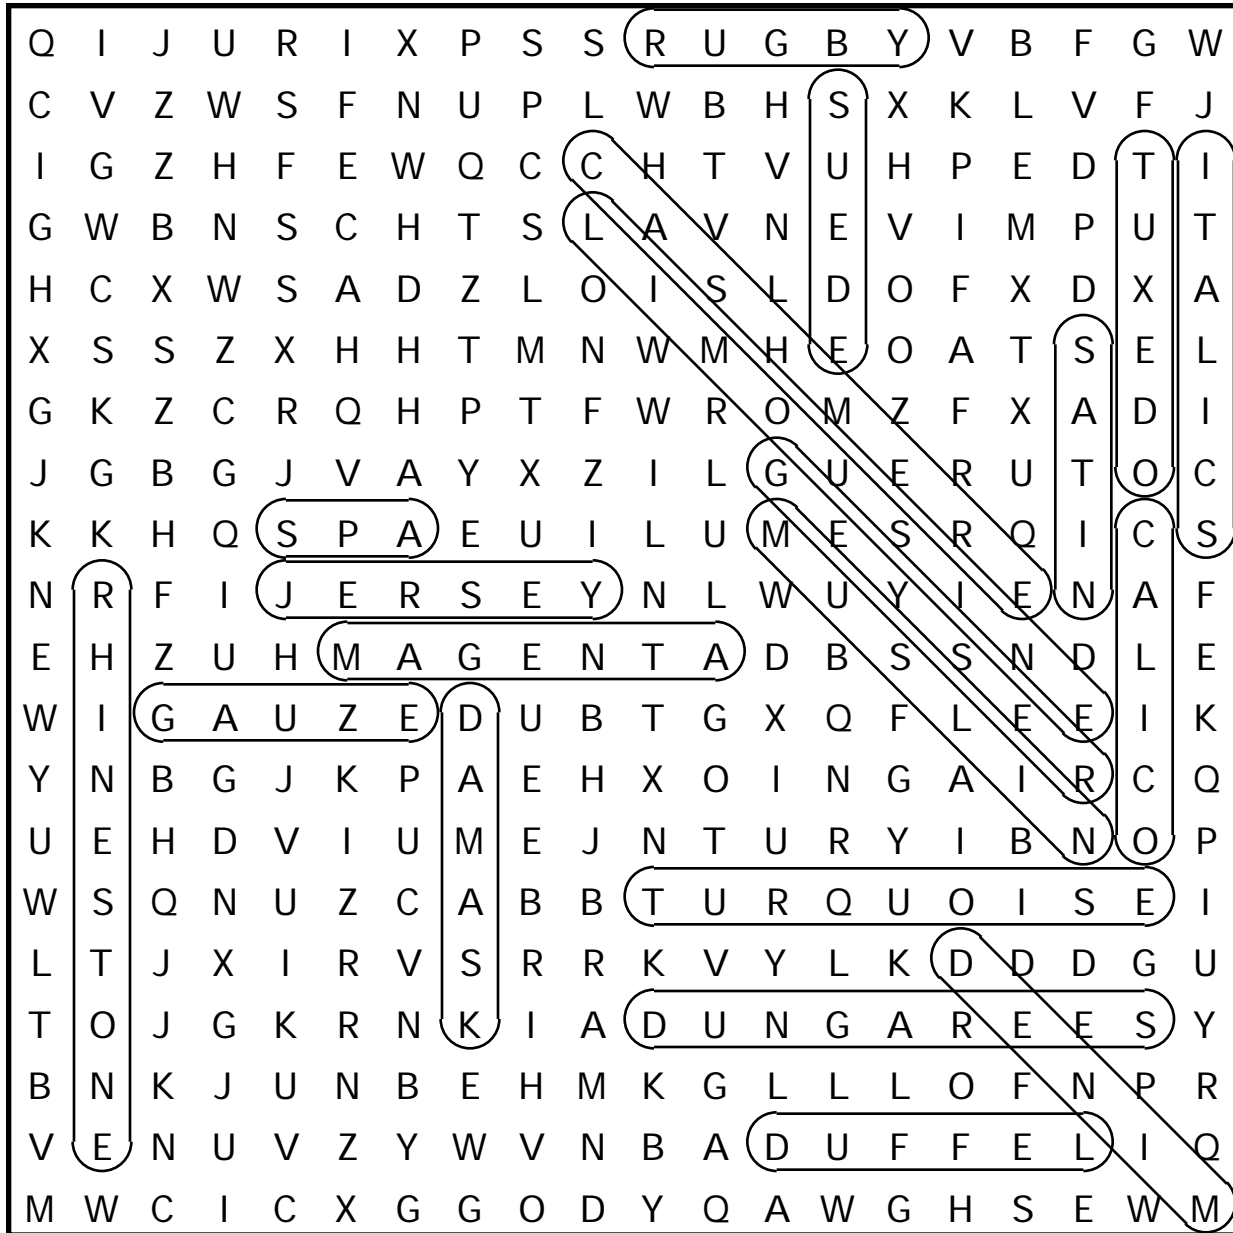 Q I J U R I X P S S R U G B Y V B F G W
C V Z W S F N U P L W B H S X K L V F J
I G Z H F E W Q C C H T V U H P E D T I
G W B N S C H T S L A V N E V I M P U T
H C X W S A D Z L O I S L D O F X D X A
X S S Z X H H T M N W M H E O A T S E L
G K Z C R Q H P T F W R O M Z F X A D I
J G B G J V A Y X Z I L G U E R U T O C
K K H Q S P A E U I L U M E S R Q I C S
N R F I J E R S E Y N L W U Y I E N A F
E H Z U H M A G E N T A D B S S N D L E
W I G A U Z E D U B T G X Q F L E E I K
Y N B G J K P A E H X O I N G A I R C Q
U E H D V I U M E J N T U R Y I B N O P
W S Q N U Z C A B B T U R Q U O I S E I
L T J X I R V S R R K V Y L K D D D G U
T O J G K R N K I A D U N G A R E E S Y
B N K J U N B E H M K G L L L O F N P R
V E N U V Z Y W V N B A D U F F E L I Q
M W C I C X G G O D Y Q A W G H S E W M